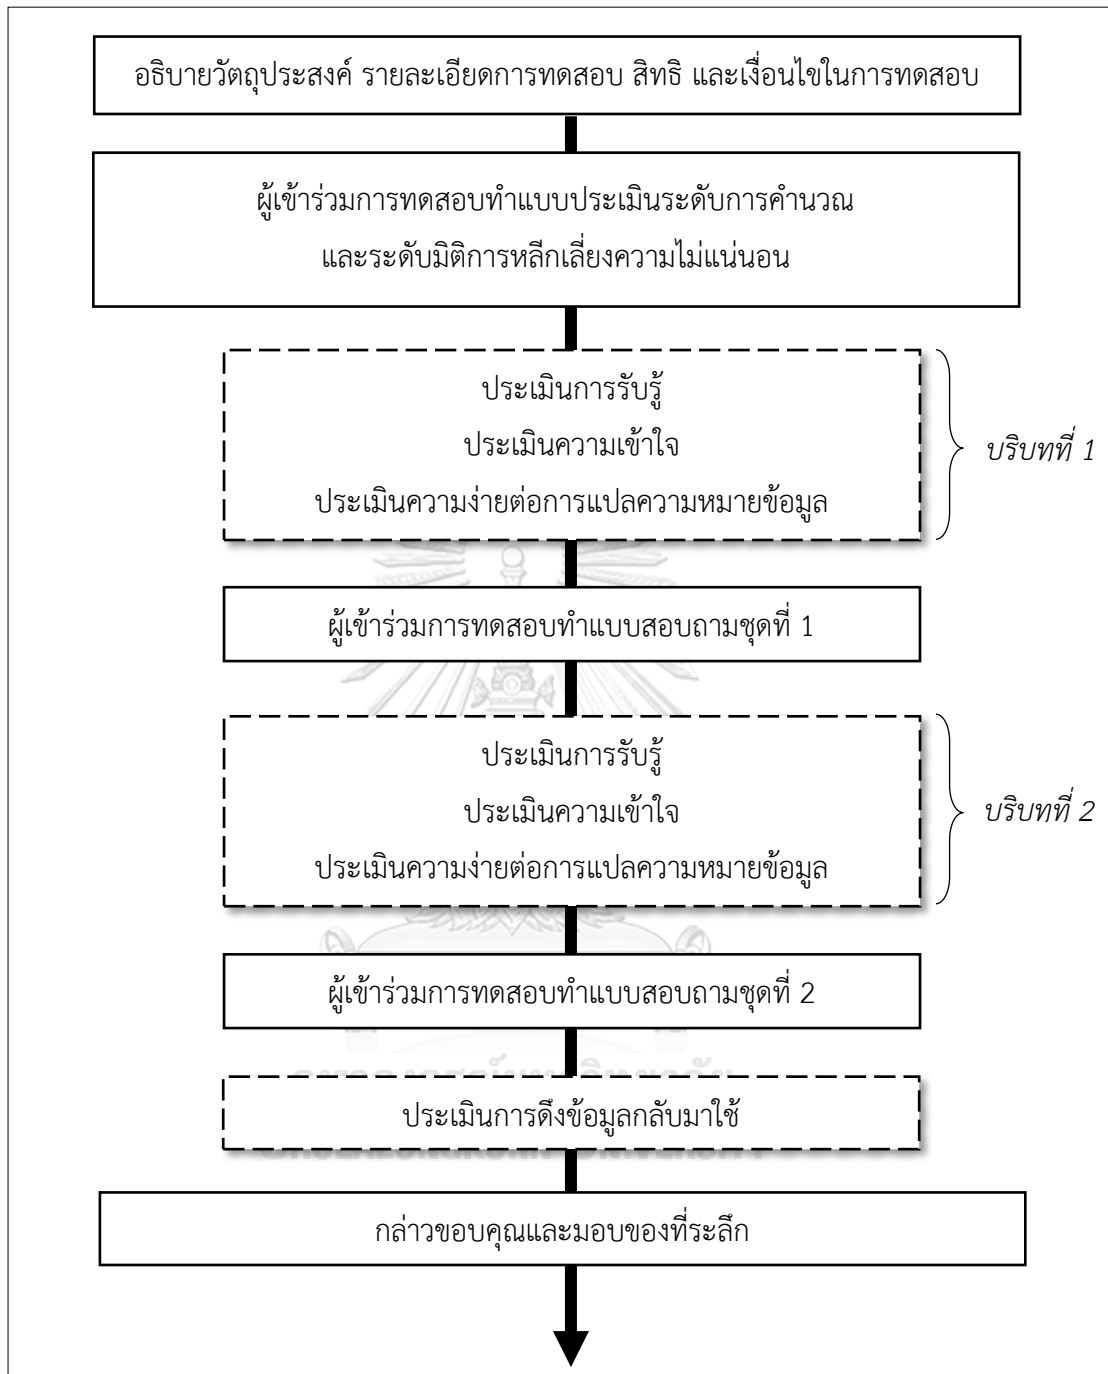 อธิบายวัตถุประสงค์ รายละเอียดการทดสอบ สิทธิ และเงื่อนไขในการทดสอบ
ผู้เข้าร่วมการทดสอบทำแบบประเมินระดับการคำนวณ
และระดับมิติการหลีกเลี่ยงความไม่แน่นอน
ประเมินการรับรู้
ประเมินความเข้าใจ
ประเมินความง่ายต่อการแปลความหมายข้อมูล
บริบทที่ 1
ผู้เข้าร่วมการทดสอบทำแบบสอบถามชุดที่ 1
ประเมินการรับรู้
ประเมินความเข้าใจ
ประเมินความง่ายต่อการแปลความหมายข้อมูล
บริบทที่ 2
ผู้เข้าร่วมการทดสอบทำแบบสอบถามชุดที่ 2
ประเมินการดึงข้อมูลกลับมาใช้
กล่าวขอบคุณและมอบของที่ระลึก